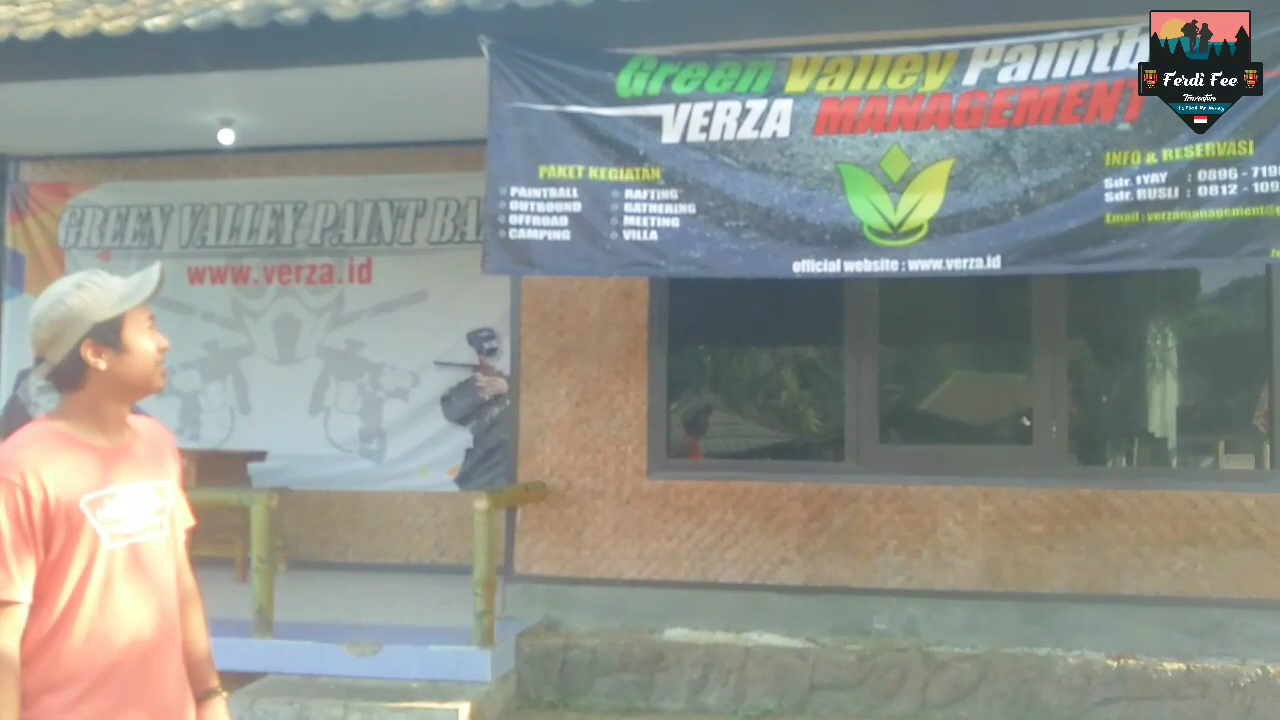 Green Valley Paintb
VERZA MANAGEMENT
PAKET KEGIATAN
PAINTBALL
OUTBOUND
OFFROAD
CAMPING
RAFTING
GATHERING
MEETING
VILLA
INFO & RESERVASI
Sdr. IYAY : 0896 - 719
Sdr. RUSLI : 0812 - 109
Email : verzamanagement@
official website : www.verza.id
GREEN VALLEY PAINT BA
www.verza.id
Ferdi Fee